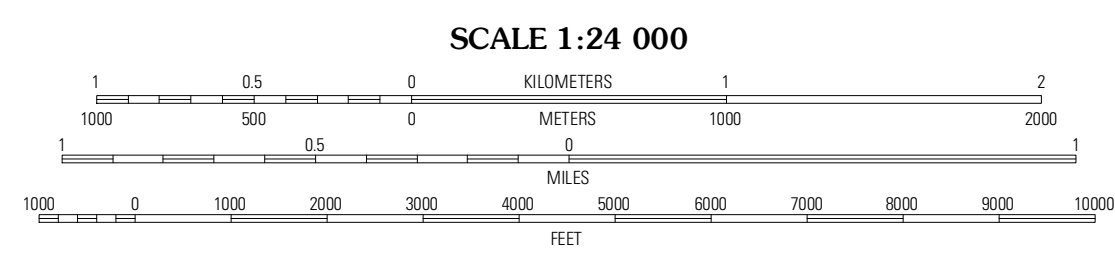 SCALE 1:24 000
1 0.5 0 KILOMETERS 1 2
1000 500 0 METERS 1000 2000
1 0.5 0 1
MILES
1000 0 1000 2000 3000 4000 5000 6000 7000 8000 9000 10000
FEET